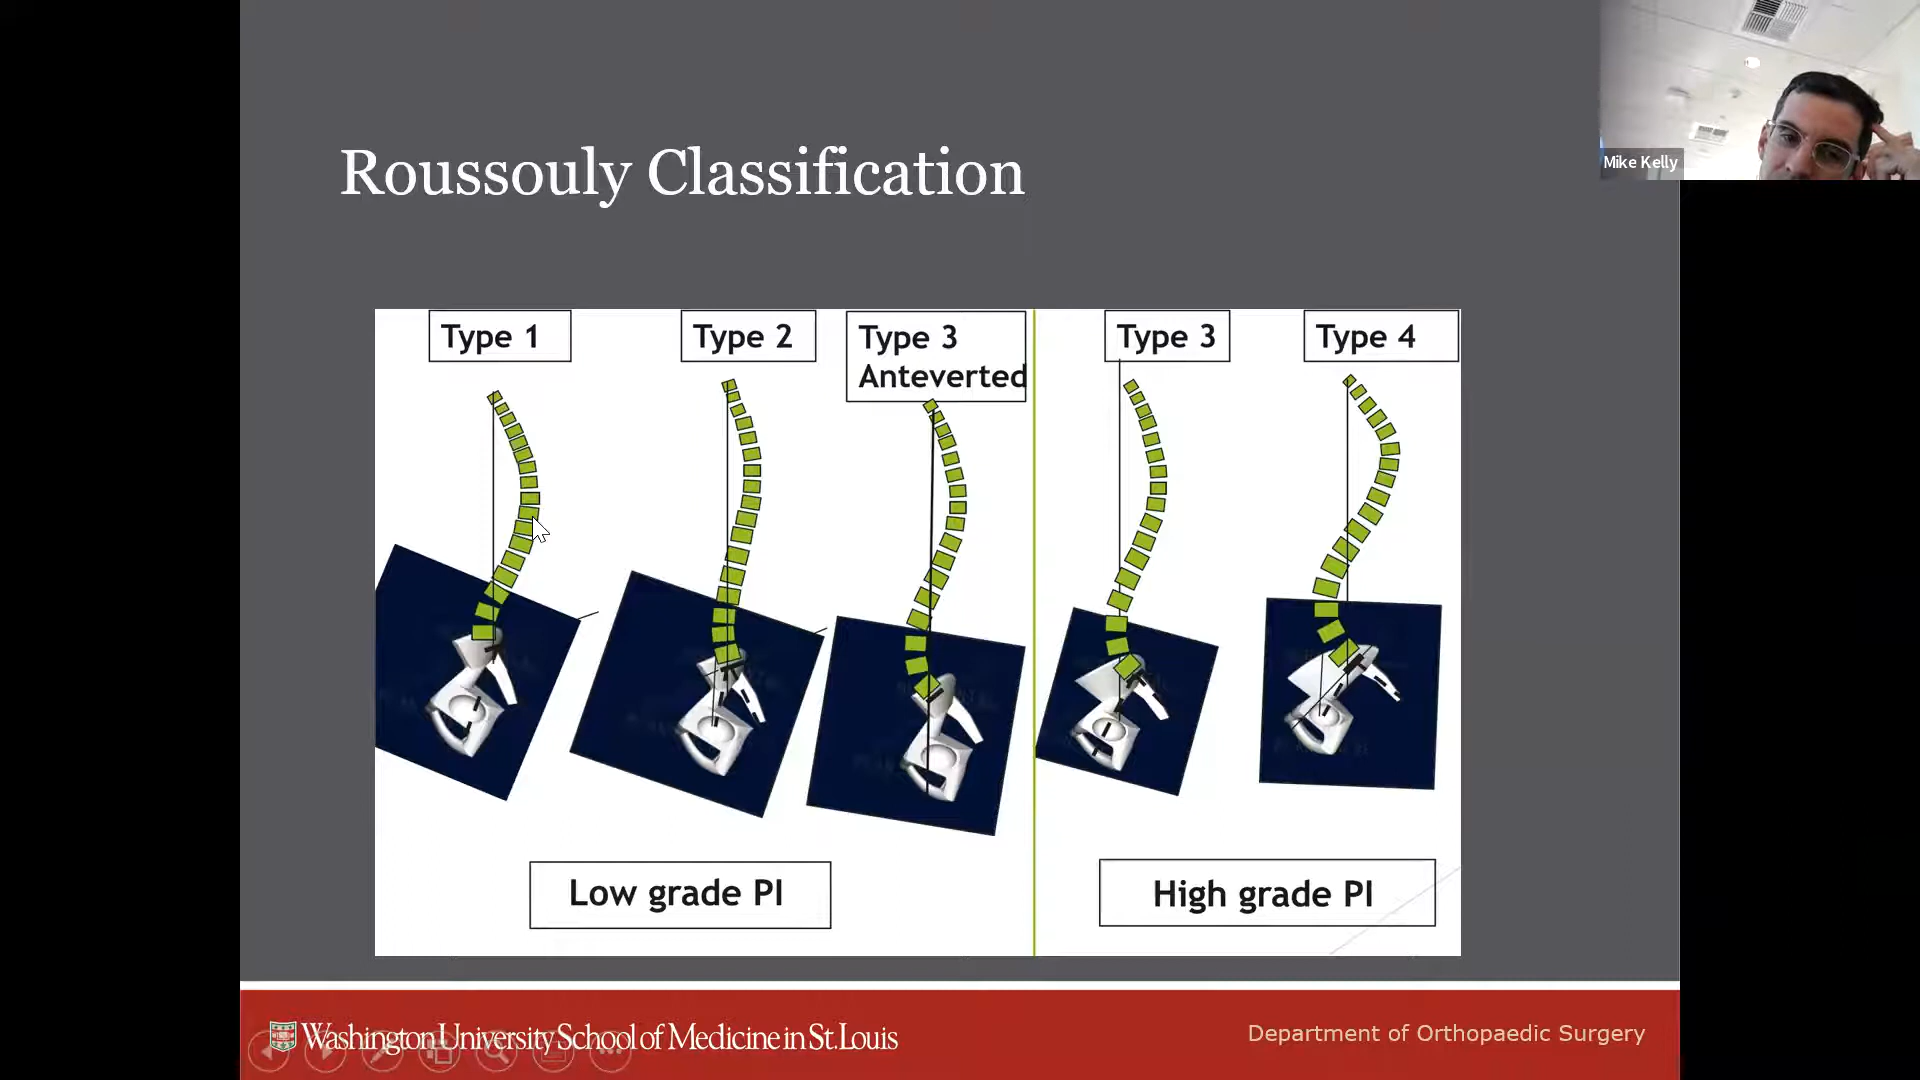 Mike Kelly
Roussouly Classification
Type 1
Type 2
Type 3
Anteverted
Type 3
Type 4
Low grade PI
High grade PI
Washington University School of Medicine in St. Louis
Department of Orthopaedic Surgery